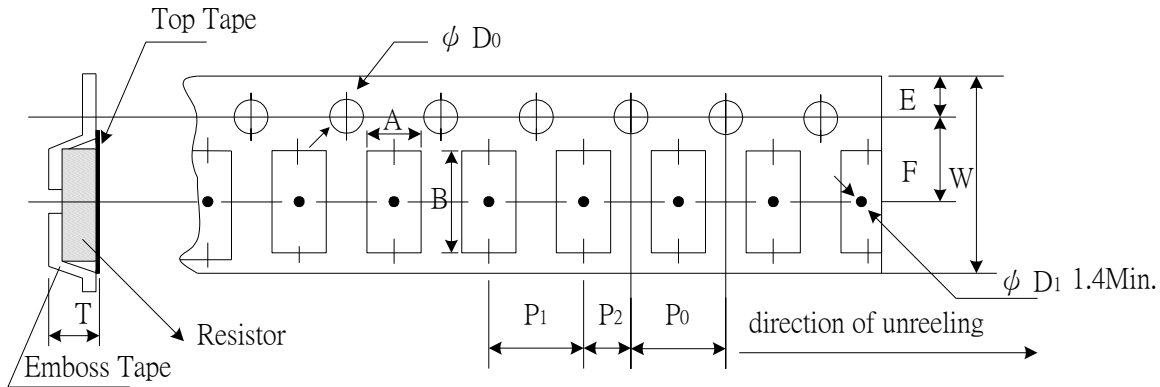 Top Tape
φ D0
E
A
F
W
B
φ D1 1.4Min.
T
P1
P2
P0
direction of unreeling
Resistor
Emboss Tape